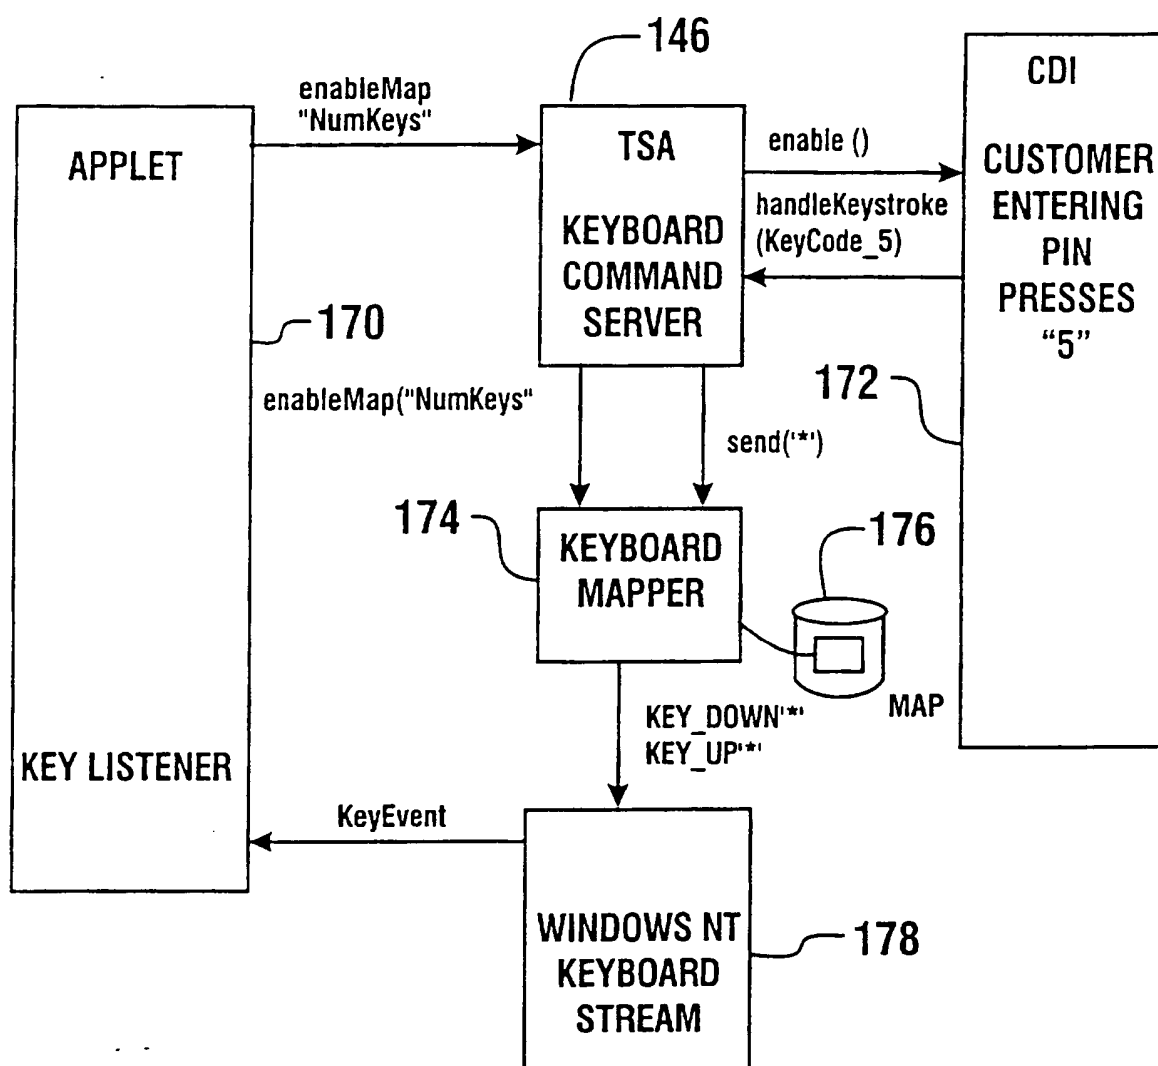 146
enableMap
"NumKeys"
APPLET
TSA
KEYBOARD
COMMAND
SERVER
enable ()
handleKeystroke
(KeyCode_5)
CDI
CUSTOMER
ENTERING
PIN
PRESSES
“5”
170
172
enableMap("NumKeys"
send('*')
174
KEYBOARD
MAPPER
176
MAP
KEY_DOWN'*'
KEY_UP'*'
KEY LISTENER
KeyEvent
WINDOWS NT
KEYBOARD
STREAM
178